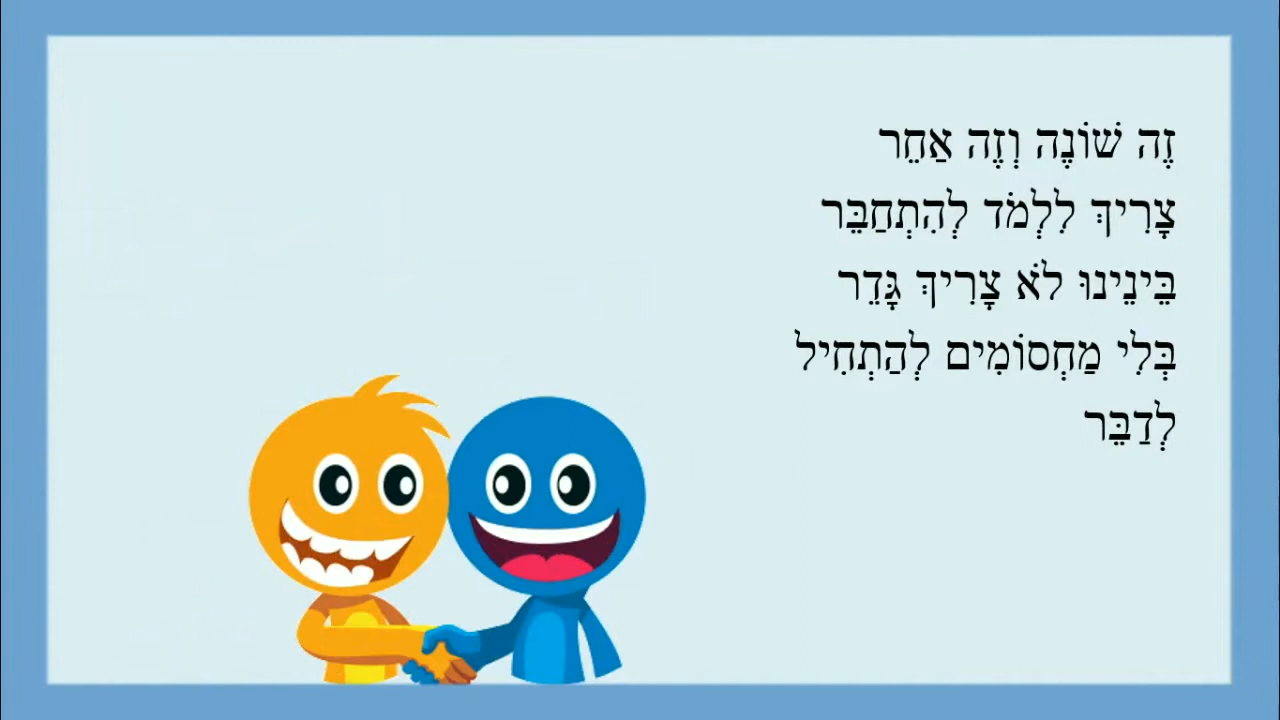 זֶה שׁוֹנֶה וְזֶה אַחֵר
צָרִיךְ לִלְמֹד לְהִתְחַבֵּר
בֵּינֵינוּ לֹא צָרִיךְ גָּדֵר
בְּלִי מַחְסוֹמִים לְהַתְחִיל
לְדַבֵּר